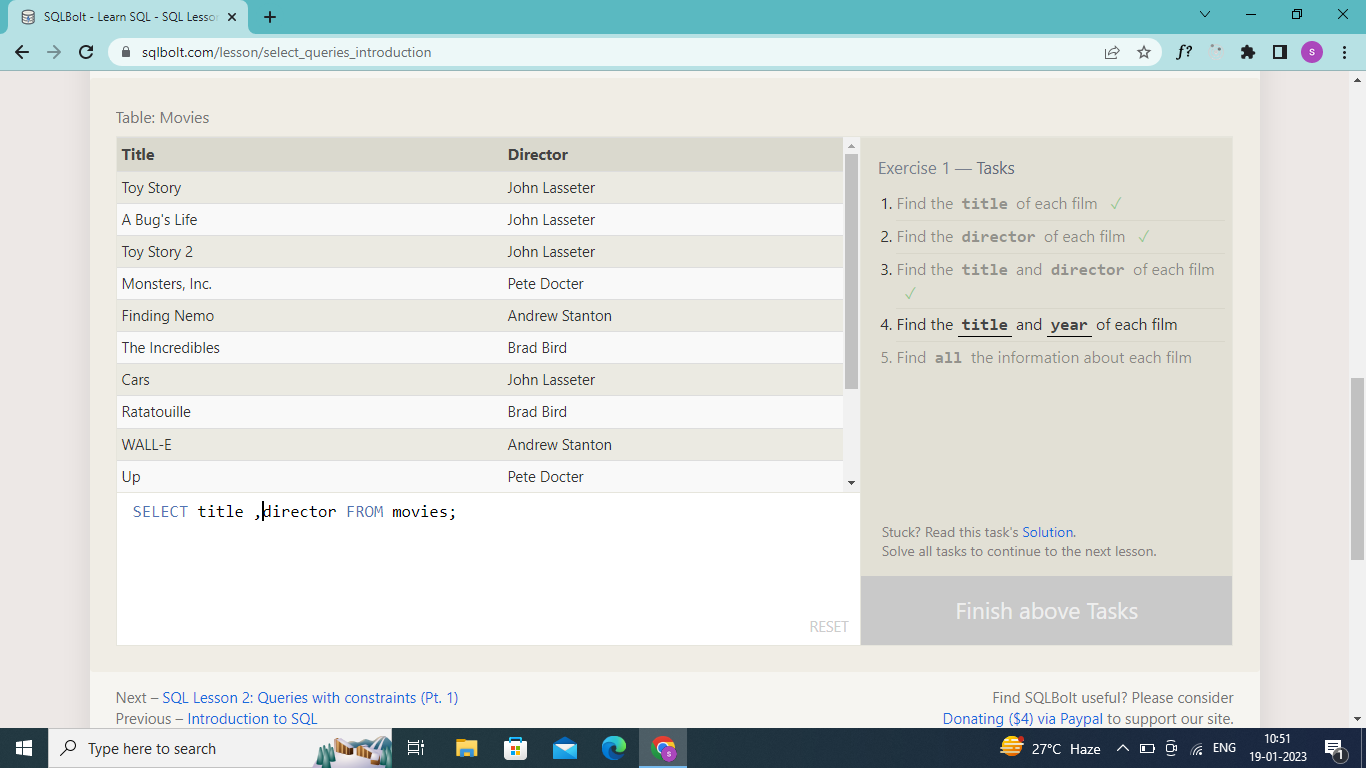 SQLBolt - Learn SQL - SQL Lesson
sqlbolt.com/lesson/select_queries_introduction
f?
s
Table: Movies
Title Director
Toy Story John Lasseter
A Bug's Life John Lasseter
Toy Story 2 John Lasseter
Monsters, Inc. Pete Docter
Finding Nemo Andrew Stanton
The Incredibles Brad Bird
Cars John Lasseter
Ratatouille Brad Bird
WALL-E Andrew Stanton
Up Pete Docter
SELECT title ,director FROM movies;
RESET
Exercise 1 — Tasks
1. Find the title of each film ✓
2. Find the director of each film ✓
3. Find the title and director of each film
✓
4. Find the title and year of each film
5. Find all the information about each film
Stuck? Read this task's Solution.
Solve all tasks to continue to the next lesson.
Finish above Tasks
Next – SQL Lesson 2: Queries with constraints (Pt. 1)
Previous – Introduction to SQL
Find SQLBolt useful? Please consider
Donating ($4) via Paypal to support our site.
Type here to search
s
27°C Haze
ENG
10:51
19-01-2023
1